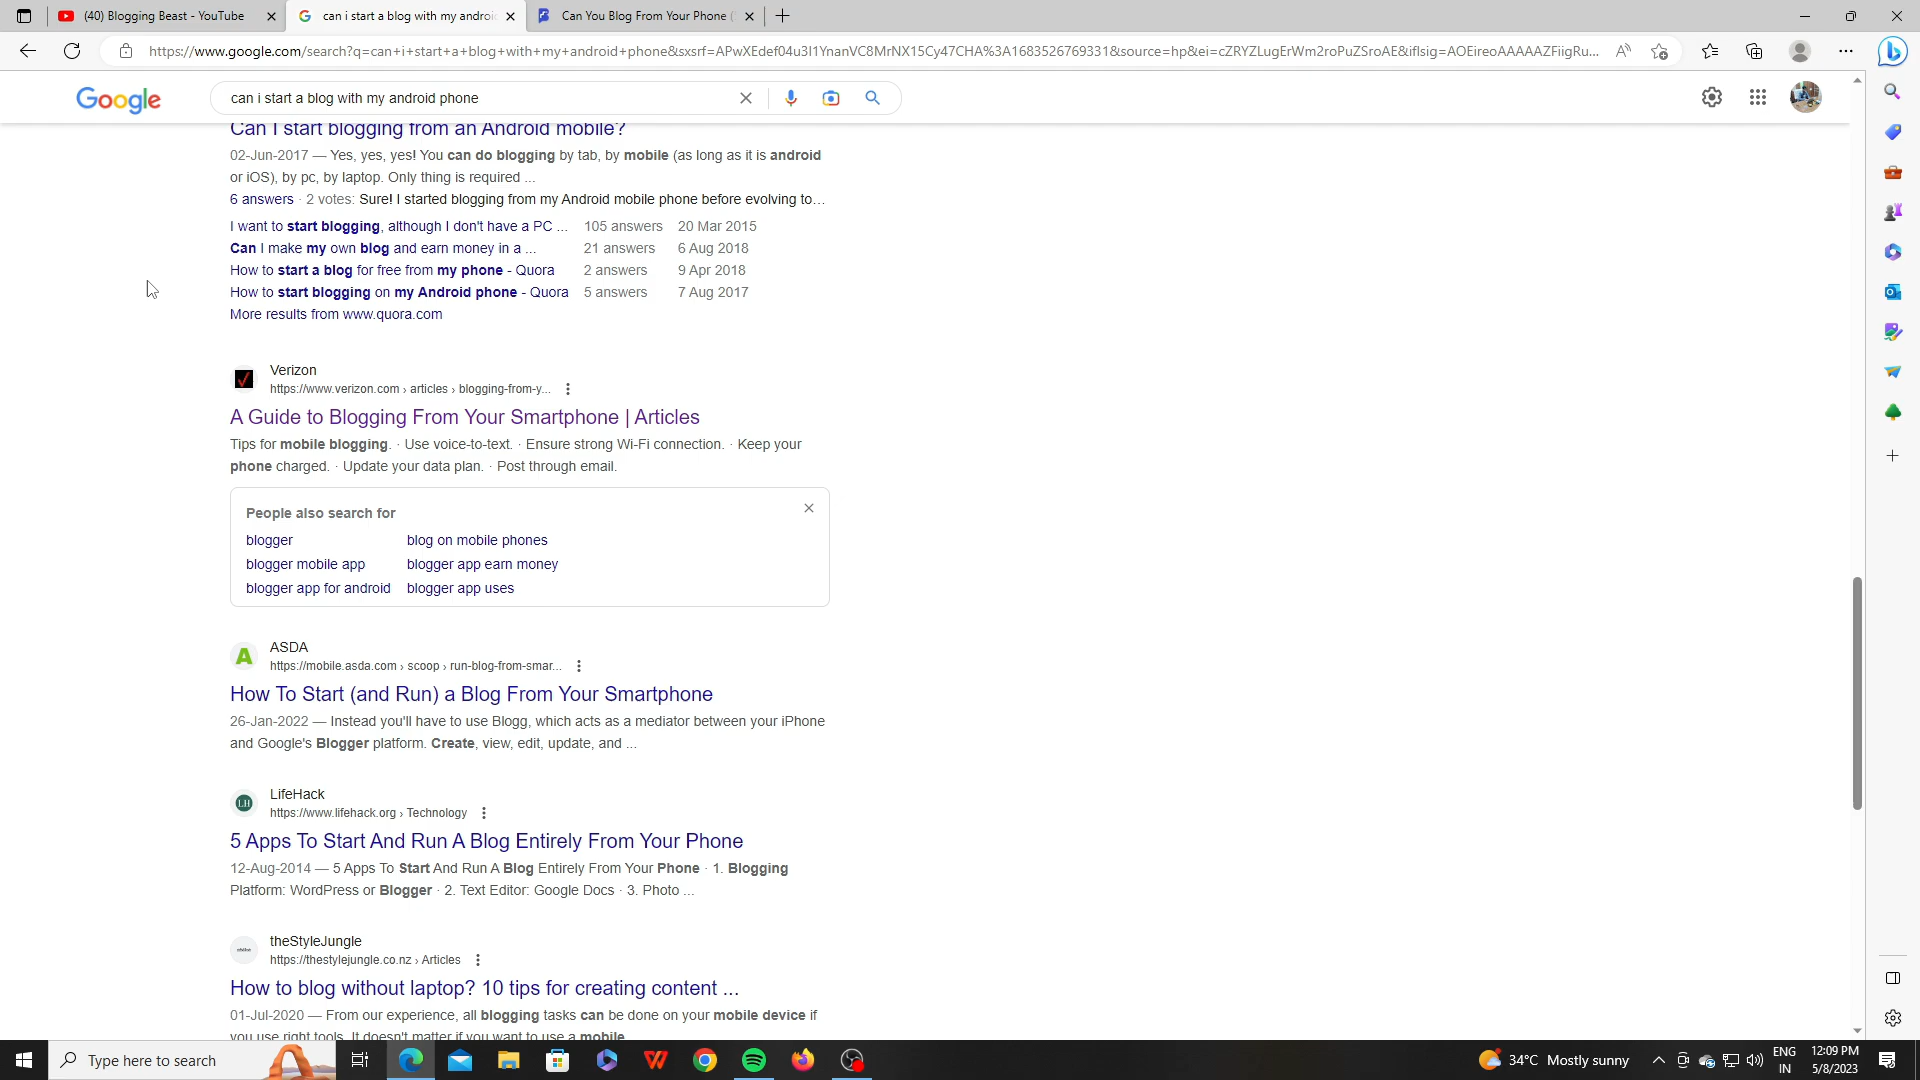 (40) Blogging Beast - YouTube
can i start a blog with my androi
Can You Blog From Your Phone (
https://www.google.com/search?q=can+i+start+a+blog+with+my+android+phone&sxsrf=APwXEdef04u3I1YnanVC8MrNX15Cy47CHA%3A1683526769331&source=hp&ei=cZRYZLugErWm2roPuZSroAE&iflsig=AOEireoAAAAAZFiigRu...
Google
can i start a blog with my android phone
Can I start blogging from an Android mobile?
02-Jun-2017 — Yes, yes, yes! You can do blogging by tab, by mobile (as long as it is android
or iOS), by pc, by laptop. Only thing is required ...
6 answers · 2 votes: Sure! I started blogging from my Android mobile phone before evolving to...
I want to start blogging, although I don't have a PC ... 105 answers 20 Mar 2015
Can I make my own blog and earn money in a ... 21 answers 6 Aug 2018
How to start a blog for free from my phone - Quora 2 answers 9 Apr 2018
How to start blogging on my Android phone - Quora 5 answers 7 Aug 2017
More results from www.quora.com
Verizon
https://www.verizon.com › articles › blogging-from-y...
A Guide to Blogging From Your Smartphone | Articles
Tips for mobile blogging. · Use voice-to-text. · Ensure strong Wi-Fi connection. · Keep your
phone charged. · Update your data plan. · Post through email.
People also search for
blogger blog on mobile phones
blogger mobile app blogger app earn money
blogger app for android blogger app uses
A
ASDA
https://mobile.asda.com › scoop › run-blog-from-smar...
How To Start (and Run) a Blog From Your Smartphone
26-Jan-2022 — Instead you'll have to use Blogg, which acts as a mediator between your iPhone
and Google's Blogger platform. Create, view, edit, update, and ...
LH
LifeHack
https://www.lifehack.org › Technology
5 Apps To Start And Run A Blog Entirely From Your Phone
12-Aug-2014 — 5 Apps To Start And Run A Blog Entirely From Your Phone · 1. Blogging
Platform: WordPress or Blogger · 2. Text Editor: Google Docs · 3. Photo ...
theStyleJungle
https://thestylejungle.co.nz › Articles
How to blog without laptop? 10 tips for creating content ...
01-Jul-2020 — From our experience, all blogging tasks can be done on your mobile device if
you use right tools. It doesn't matter if you want to use a mobile
Type here to search
34°C Mostly sunny
ENG
IN
12:09 PM
5/8/2023